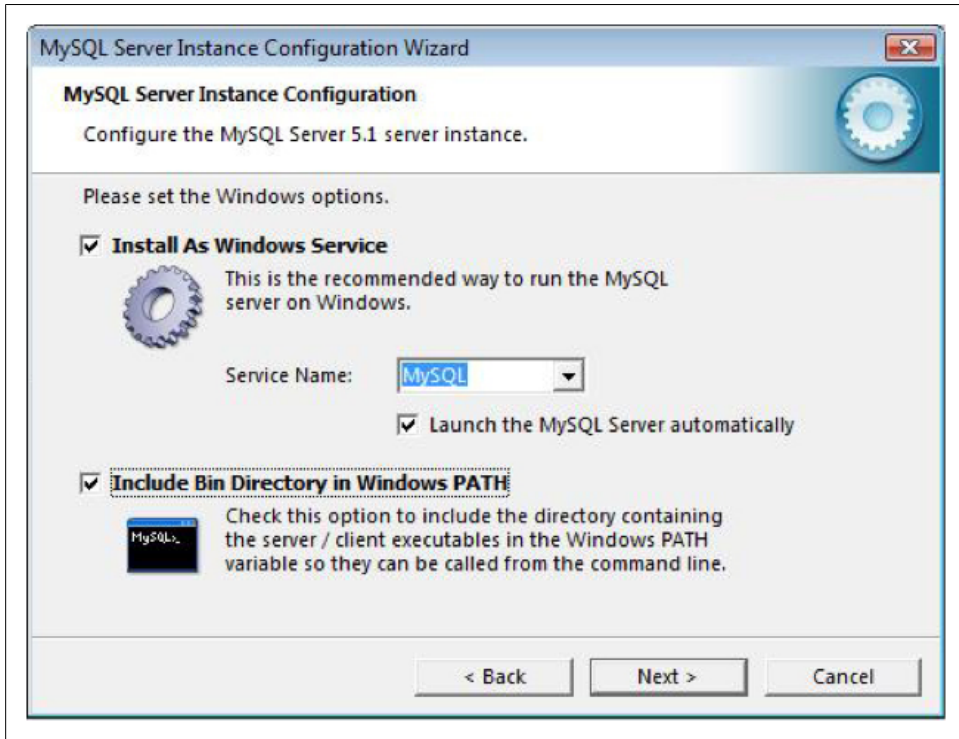 MySQL Server Instance Configuration Wizard
MySQL Server Instance Configuration
Configure the MySQL Server 5.1 server instance.
Please set the Windows options.
Install As Windows Service
This is the recommended way to run the MySQL
server on Windows.
Service Name:
MySQL
Launch the MySQL Server automatically
Include Bin Directory in Windows PATH
MySQL>_
Check this option to include the directory containing
the server / client executables in the Windows PATH
variable so they can be called from the command line.
< Back
Next >
Cancel